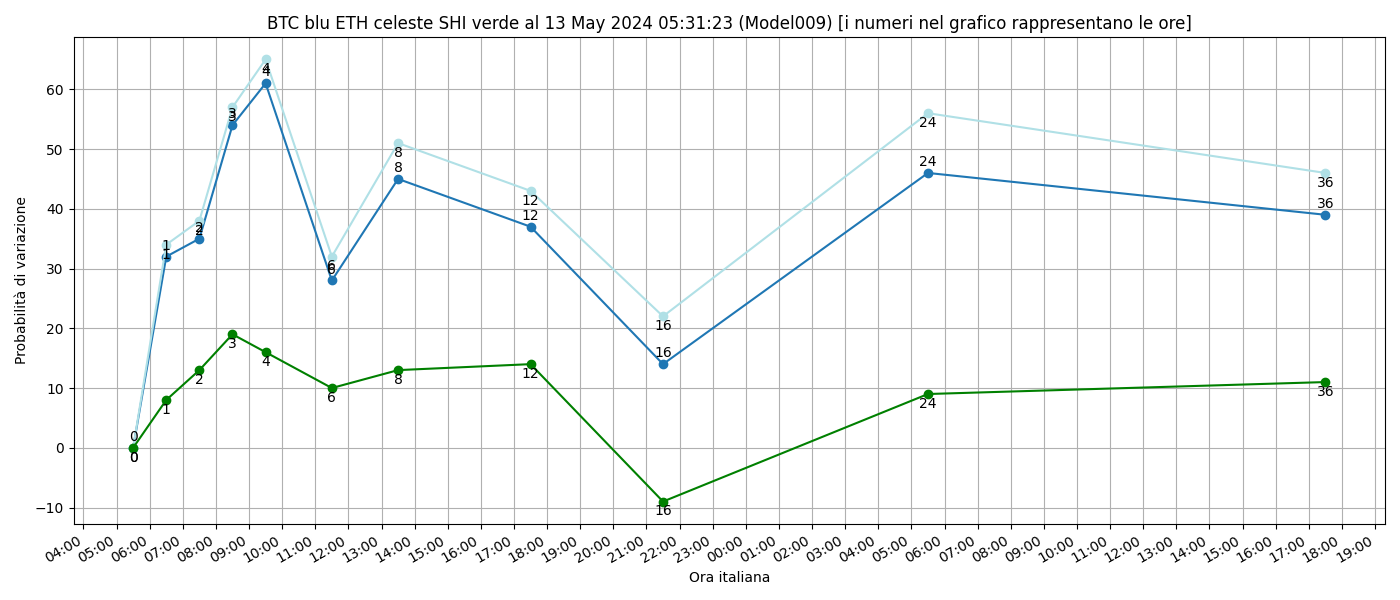 BTC blu ETH celeste SHI verde al 13 May 2024 05:31:23 (Model009) [i numeri nel grafico rappresentano le ore]
Probabilità di variazione
60
50
40
30
20
10
0
−10
0 1 2 3 4 6 8 12 16 24 36
0 1 2 3 4 6 8 12 16 24 36
0 1 2 3 4 6 8 12 16 24 36
04:00 05:00 06:00 07:00 08:00 09:00 10:00 11:00 12:00 13:00 14:00 15:00 16:00 17:00 18:00 19:00 20:00 21:00 22:00 23:00 00:00 01:00 02:00 03:00 04:00 05:00 06:00 07:00 08:00 09:00 10:00 11:00 12:00 13:00 14:00 15:00 16:00 17:00 18:00 19:00
Ora italiana